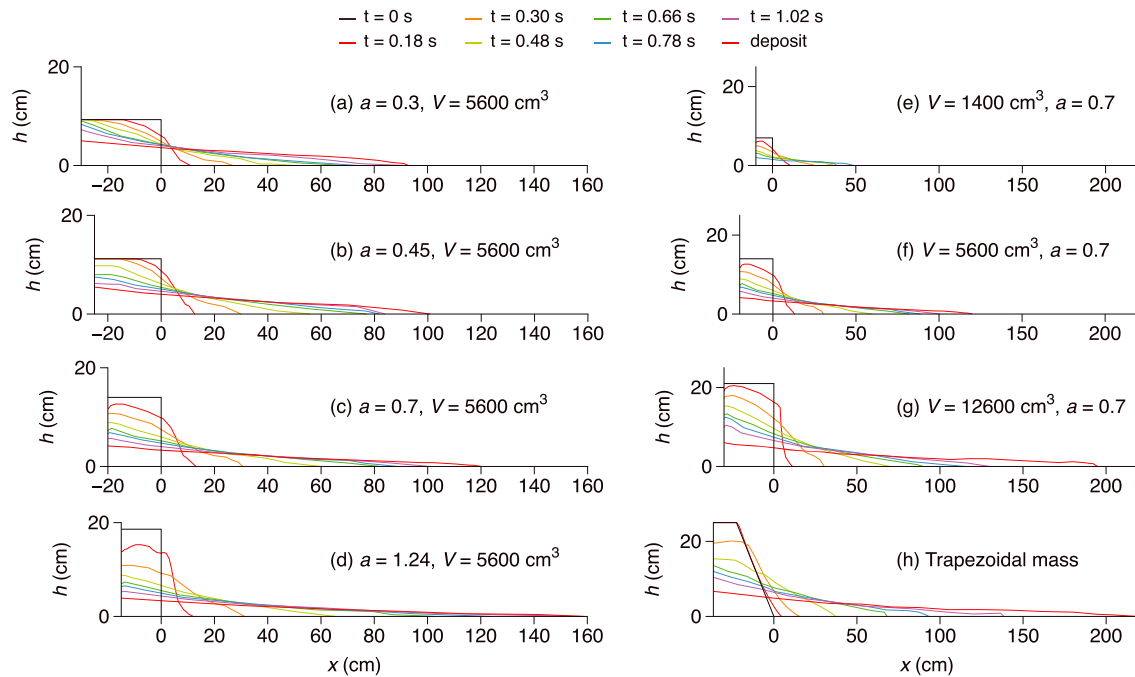 t = 0 s t = 0.30 s t = 0.66 s t = 1.02 s
t = 0.18 s t = 0.48 s t = 0.78 s deposit
h (cm) 20 0 (a) a = 0.3, V = 5600 cm³
−20 0 20 40 60 80 100 120 140 160
h (cm) 20 0 (b) a = 0.45, V = 5600 cm³
−20 0 20 40 60 80 100 120 140 160
h (cm) 20 0 (c) a = 0.7, V = 5600 cm³
−20 0 20 40 60 80 100 120 140 160
h (cm) 20 0 (d) a = 1.24, V = 5600 cm³
−20 0 20 40 60 80 100 120 140 160
x (cm)
h (cm) 20 0 (e) V = 1400 cm³, a = 0.7
0 50 100 150 200
h (cm) 20 0 (f) V = 5600 cm³, a = 0.7
0 50 100 150 200
h (cm) 20 0 (g) V = 12600 cm³, a = 0.7
0 50 100 150 200
h (cm) 20 0 (h) Trapezoidal mass
0 50 100 150 200
x (cm)